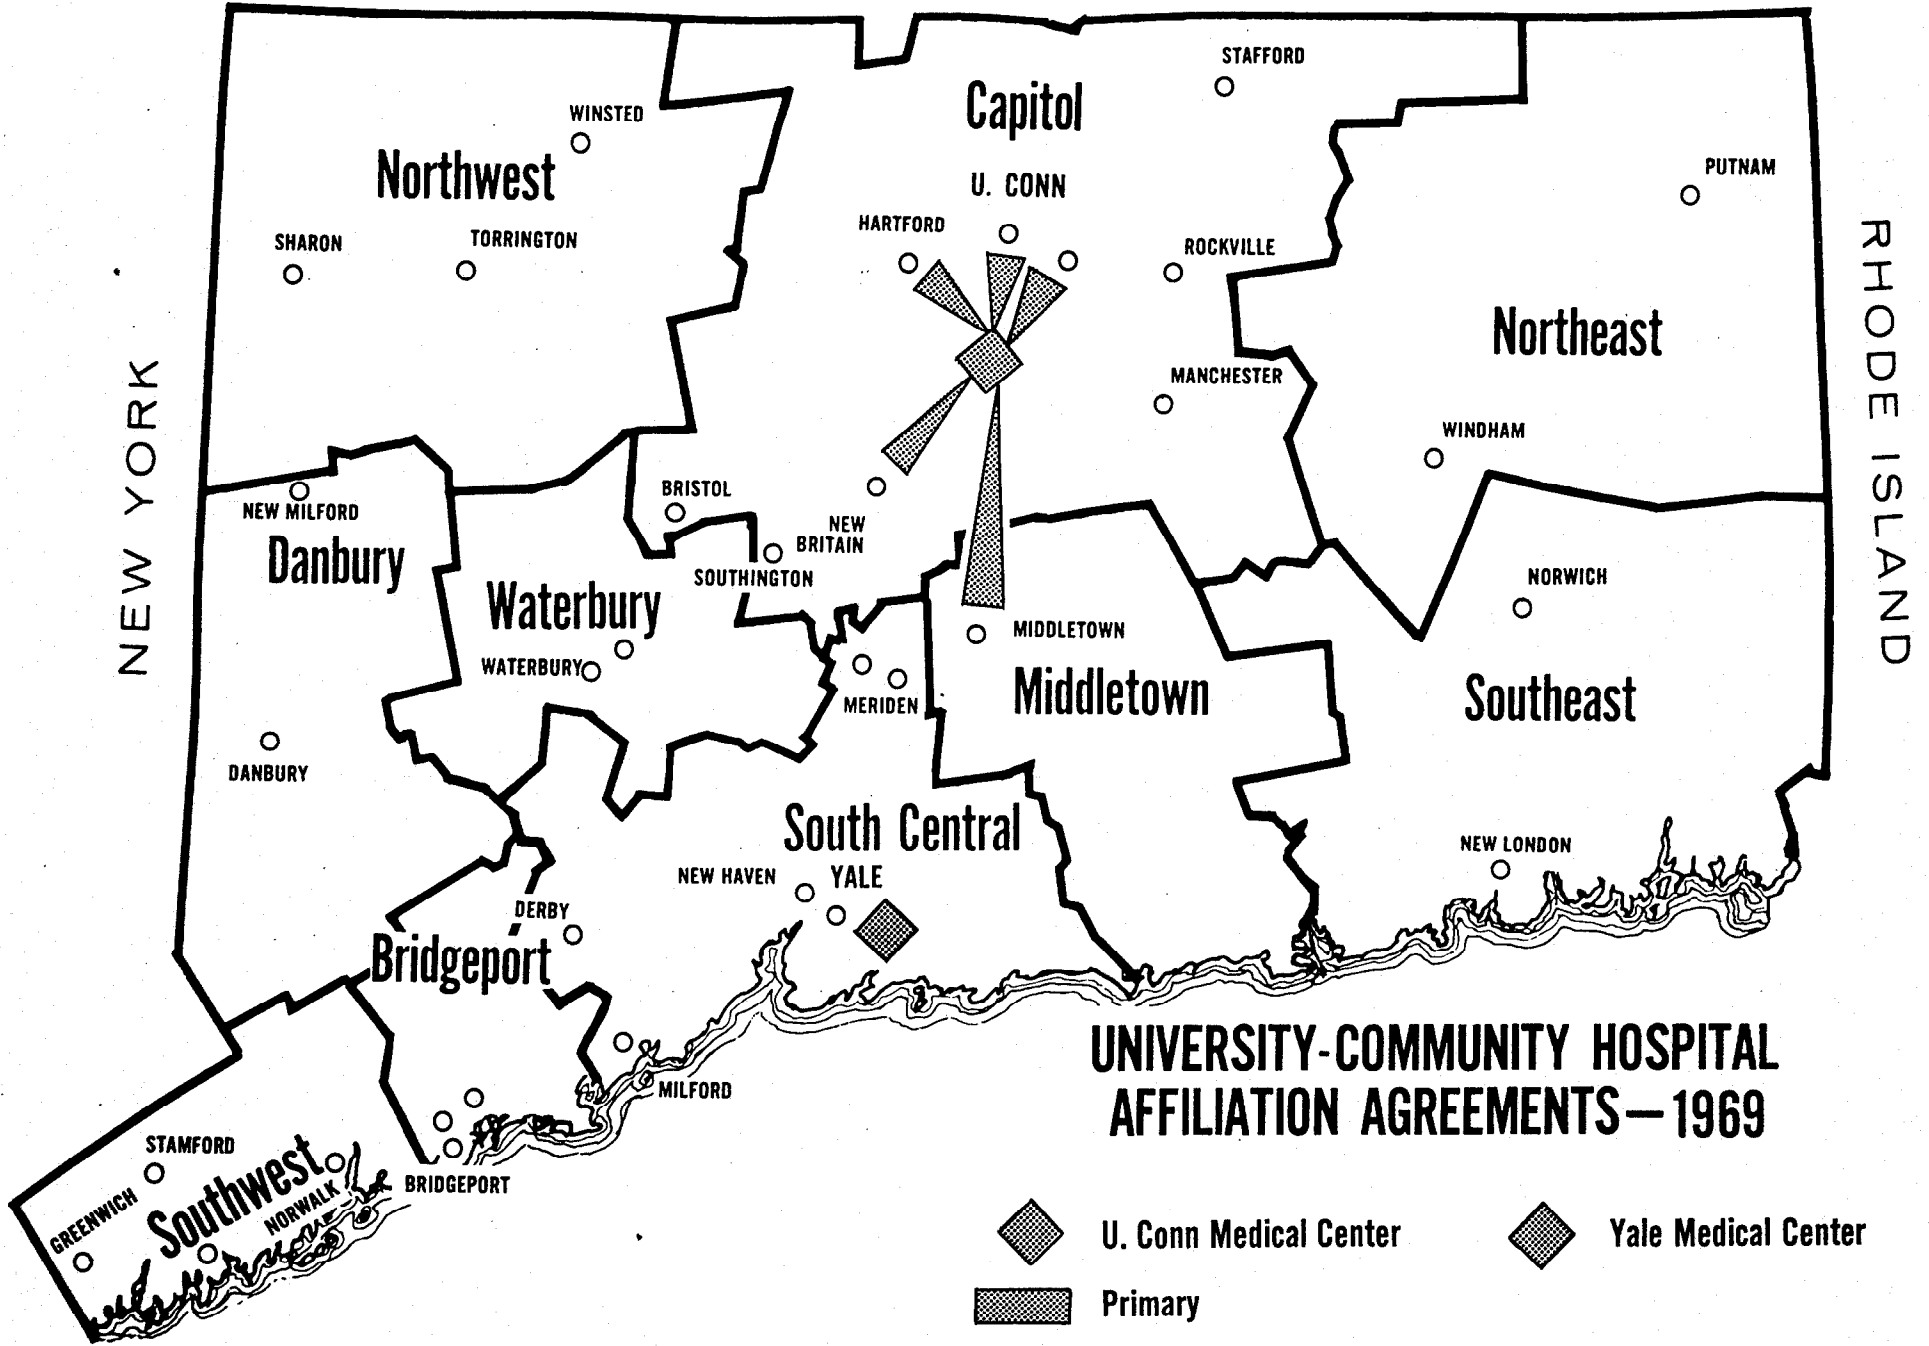 STAFFORD
Capitol
WINSTED
Northwest
PUTNAM
U. CONN
HARTFORD
SHARON
TORRINGTON
ROCKVILLE
RHODE ISLAND
Northeast
NEW YORK
MANCHESTER
WINDHAM
BRISTOL
NEW MILFORD
NEW
BRITAIN
Danbury
SOUTHINGTON
NORWICH
Waterbury
MIDDLETOWN
WATERBURY
MERIDEN
Middletown
Southeast
DANBURY
South Central
NEW LONDON
NEW HAVEN
YALE
DERBY
Bridgeport
MILFORD
STAMFORD
Southwest
NORWALK
GREENWICH
BRIDGEPORT
UNIVERSITY-COMMUNITY HOSPITAL
AFFILIATION AGREEMENTS—1969
U. Conn Medical Center
Yale Medical Center
Primary